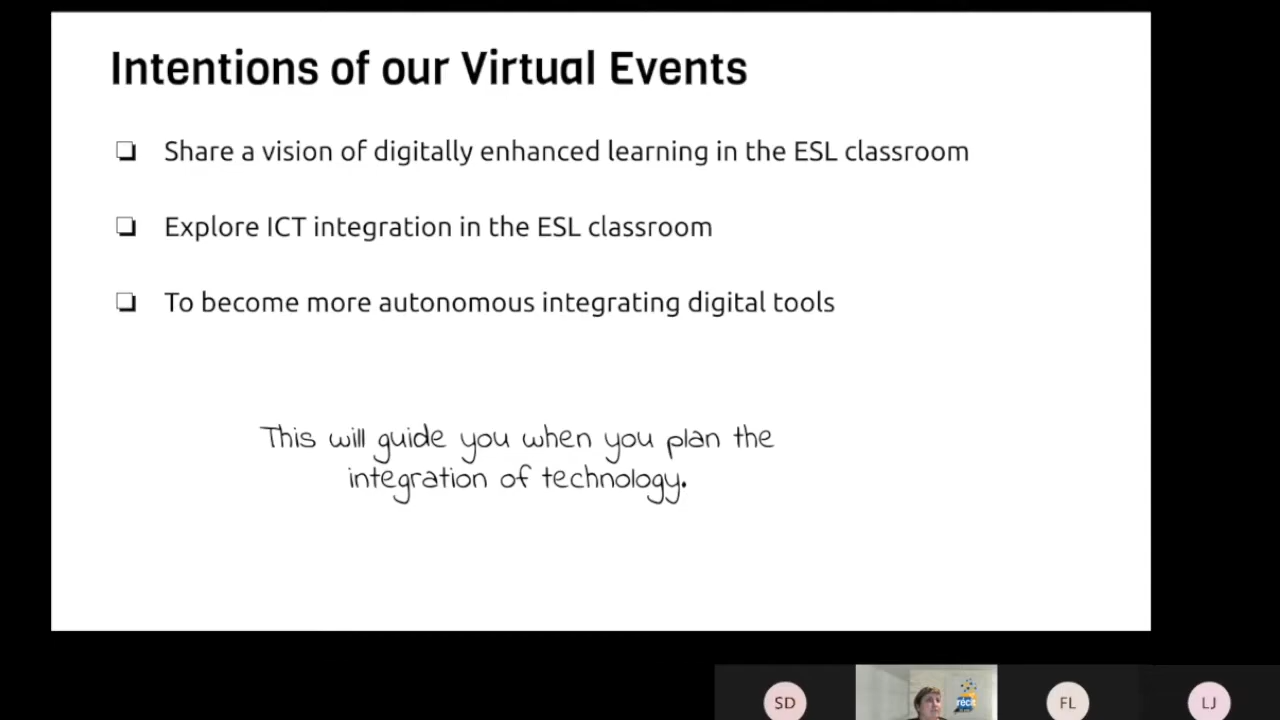 Intentions of our Virtual Events
Share a vision of digitally enhanced learning in the ESL classroom
Explore ICT integration in the ESL classroom
To become more autonomous integrating digital tools
This will guide you when you plan the
integration of technology.
SD
récit
FL
LJ